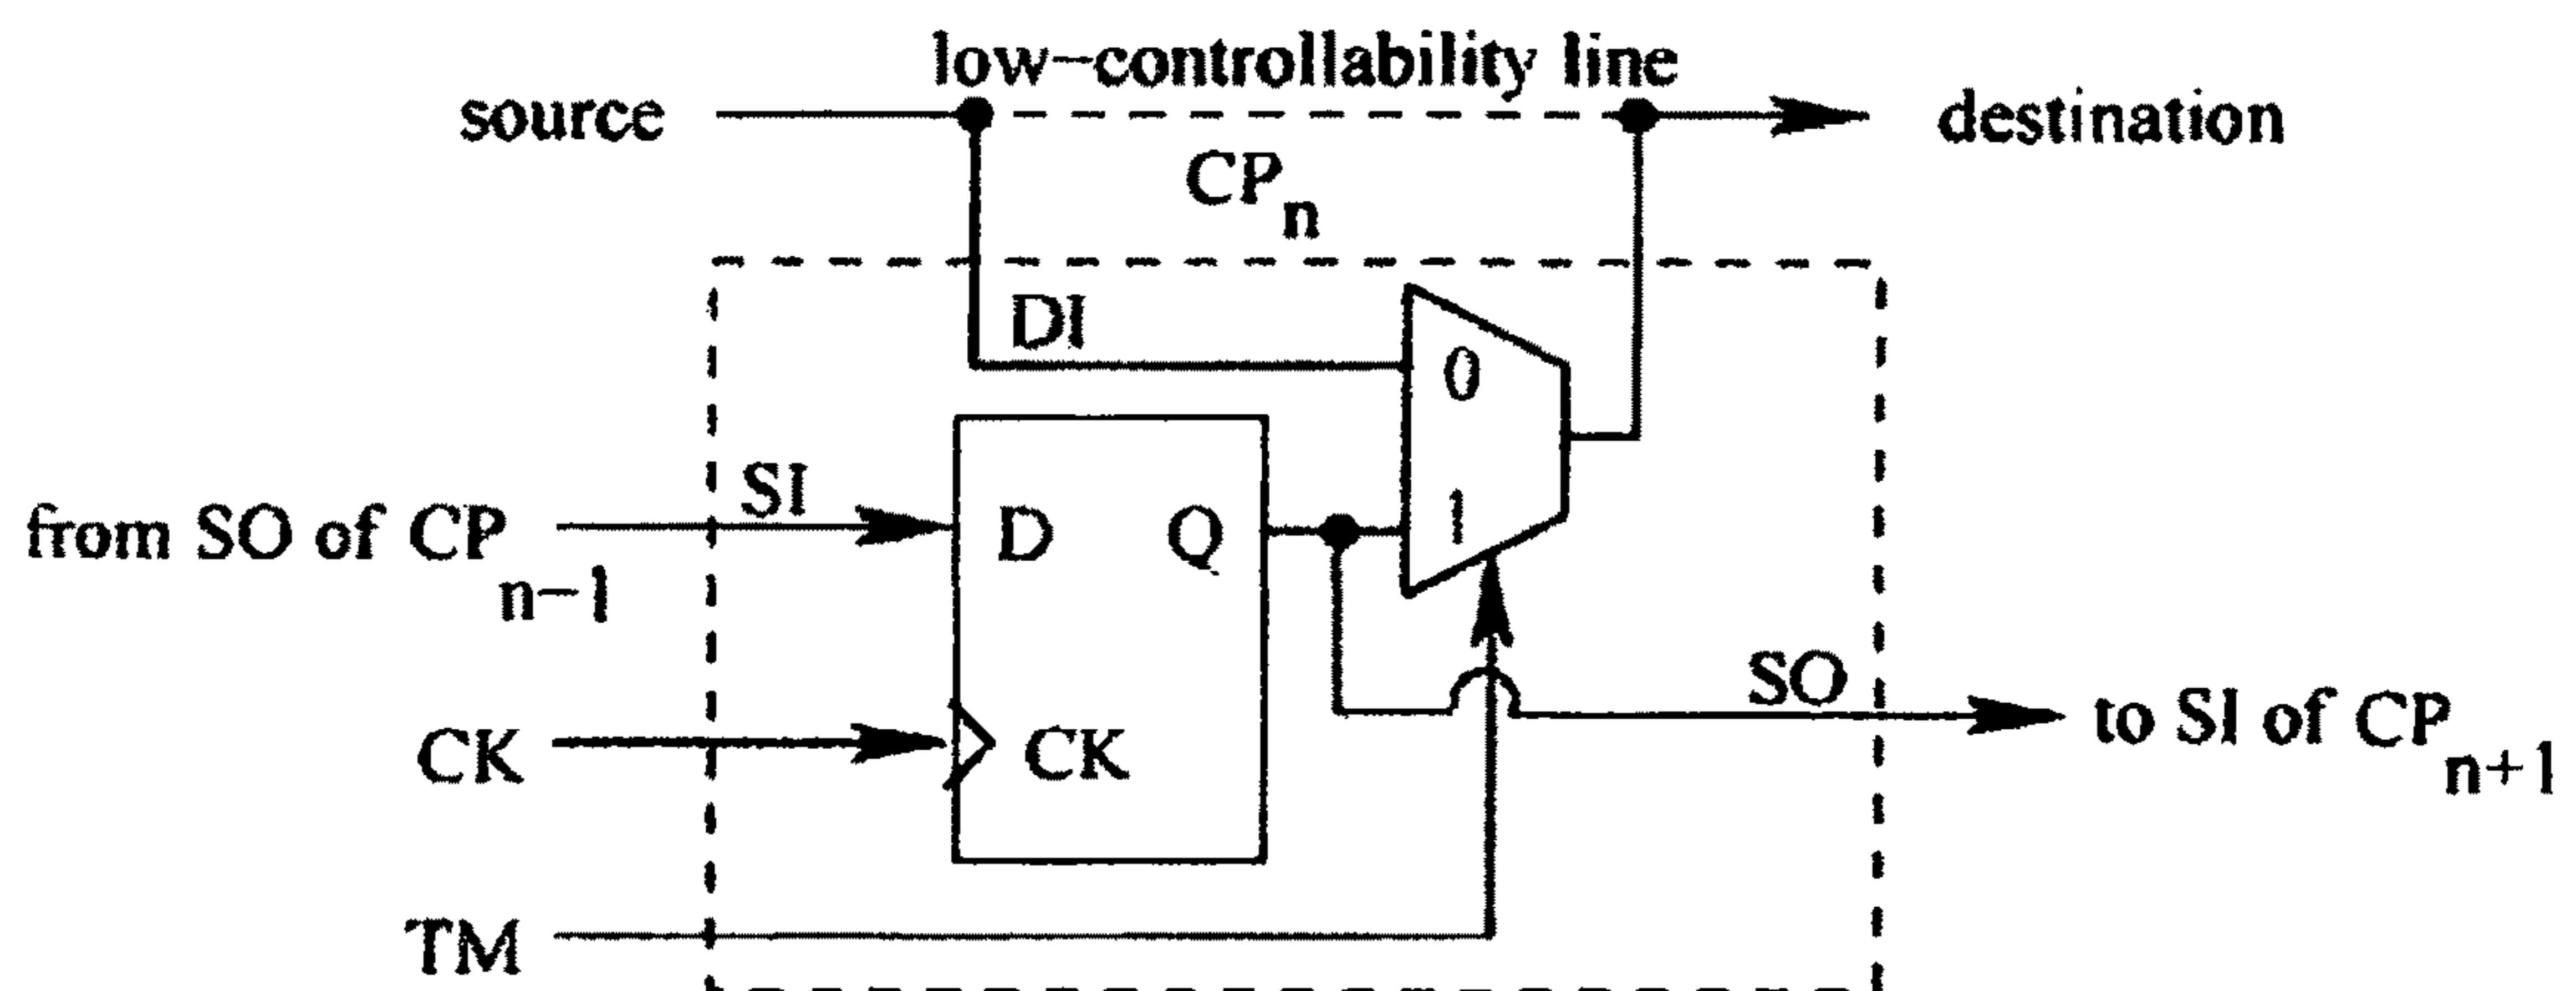 low-controllability line
source
destination
CPn
DI
0
SI
from SO of CPn-1
D
Q
1
SO
to SI of CPn+1
CK
CK
TM